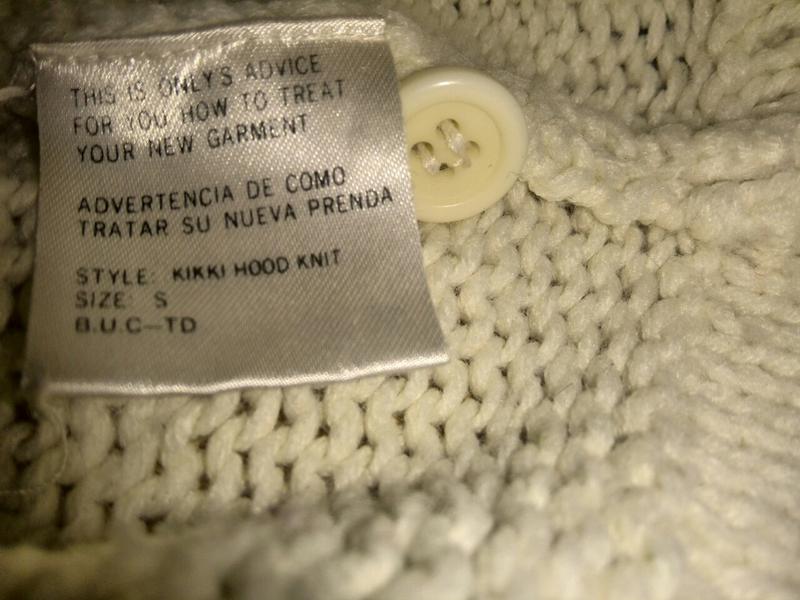 THIS IS ONLY'S ADVICE
FOR YOU HOW TO TREAT
YOUR NEW GARMENT
ADVERTENCIA DE COMO
TRATAR SU NUEVA PRENDA
STYLE: KIKKI HOOD KNIT
SIZE: S
B.U.C-TD